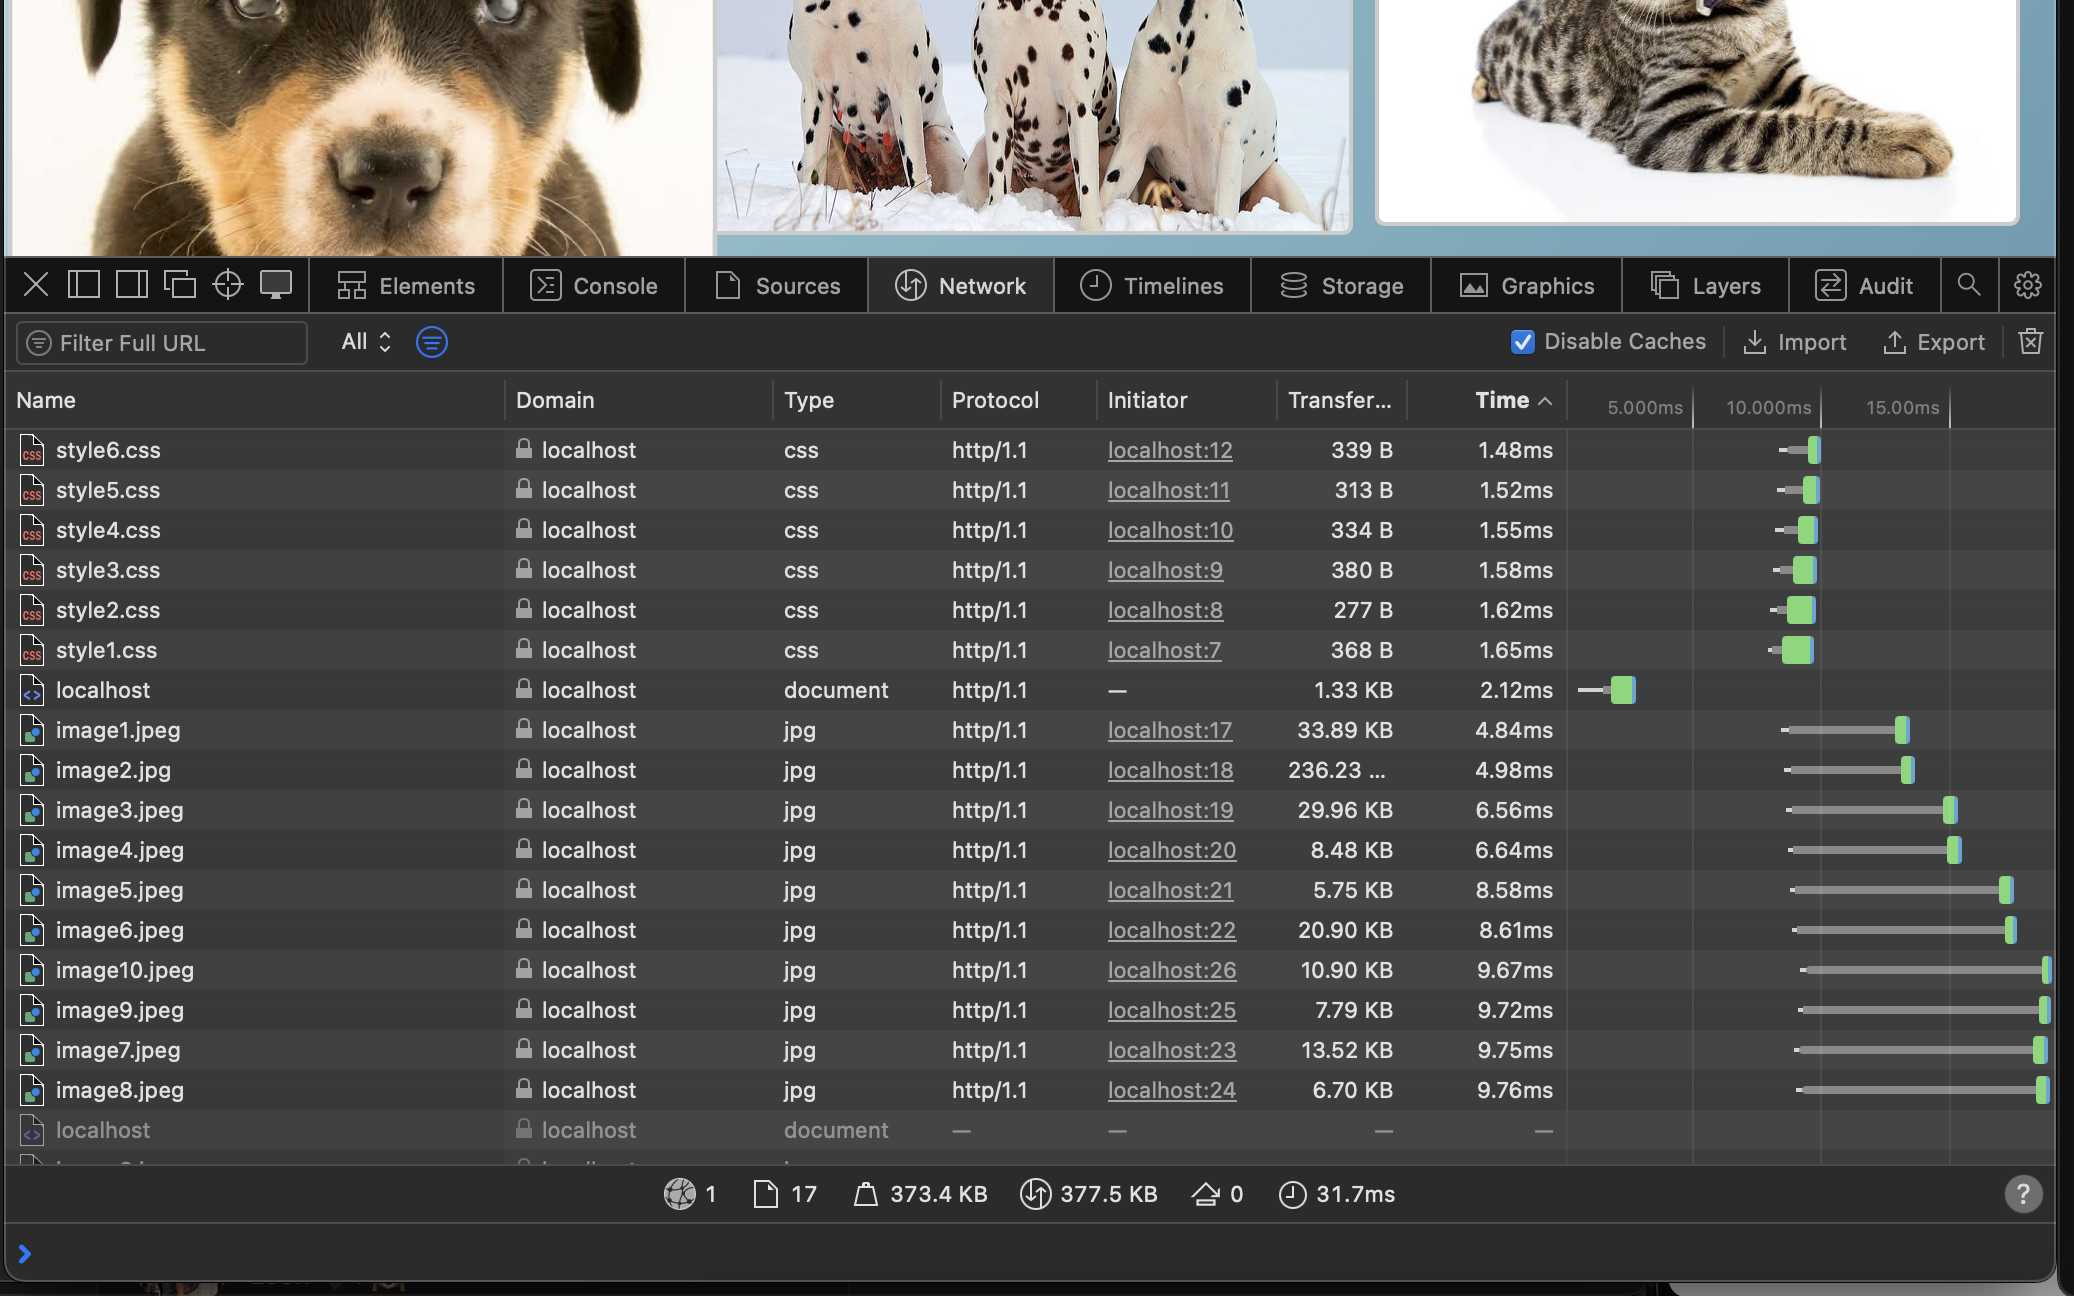 Elements Console Sources Network Timelines Storage Graphics Layers Audit
Filter Full URL All Disable Caches Import Export
Name Domain Type Protocol Initiator Transfer... Time 5.000ms 10.000ms 15.00ms
style6.css localhost css http/1.1 localhost:12 339 B 1.48ms
style5.css localhost css http/1.1 localhost:11 313 B 1.52ms
style4.css localhost css http/1.1 localhost:10 334 B 1.55ms
style3.css localhost css http/1.1 localhost:9 380 B 1.58ms
style2.css localhost css http/1.1 localhost:8 277 B 1.62ms
style1.css localhost css http/1.1 localhost:7 368 B 1.65ms
localhost localhost document http/1.1 — 1.33 KB 2.12ms
image1.jpeg localhost jpg http/1.1 localhost:17 33.89 KB 4.84ms
image2.jpg localhost jpg http/1.1 localhost:18 236.23 ... 4.98ms
image3.jpeg localhost jpg http/1.1 localhost:19 29.96 KB 6.56ms
image4.jpeg localhost jpg http/1.1 localhost:20 8.48 KB 6.64ms
image5.jpeg localhost jpg http/1.1 localhost:21 5.75 KB 8.58ms
image6.jpeg localhost jpg http/1.1 localhost:22 20.90 KB 8.61ms
image10.jpeg localhost jpg http/1.1 localhost:26 10.90 KB 9.67ms
image9.jpeg localhost jpg http/1.1 localhost:25 7.79 KB 9.72ms
image7.jpeg localhost jpg http/1.1 localhost:23 13.52 KB 9.75ms
image8.jpeg localhost jpg http/1.1 localhost:24 6.70 KB 9.76ms
localhost localhost document — — — —
1 17 373.4 KB 377.5 KB 0 31.7ms ?